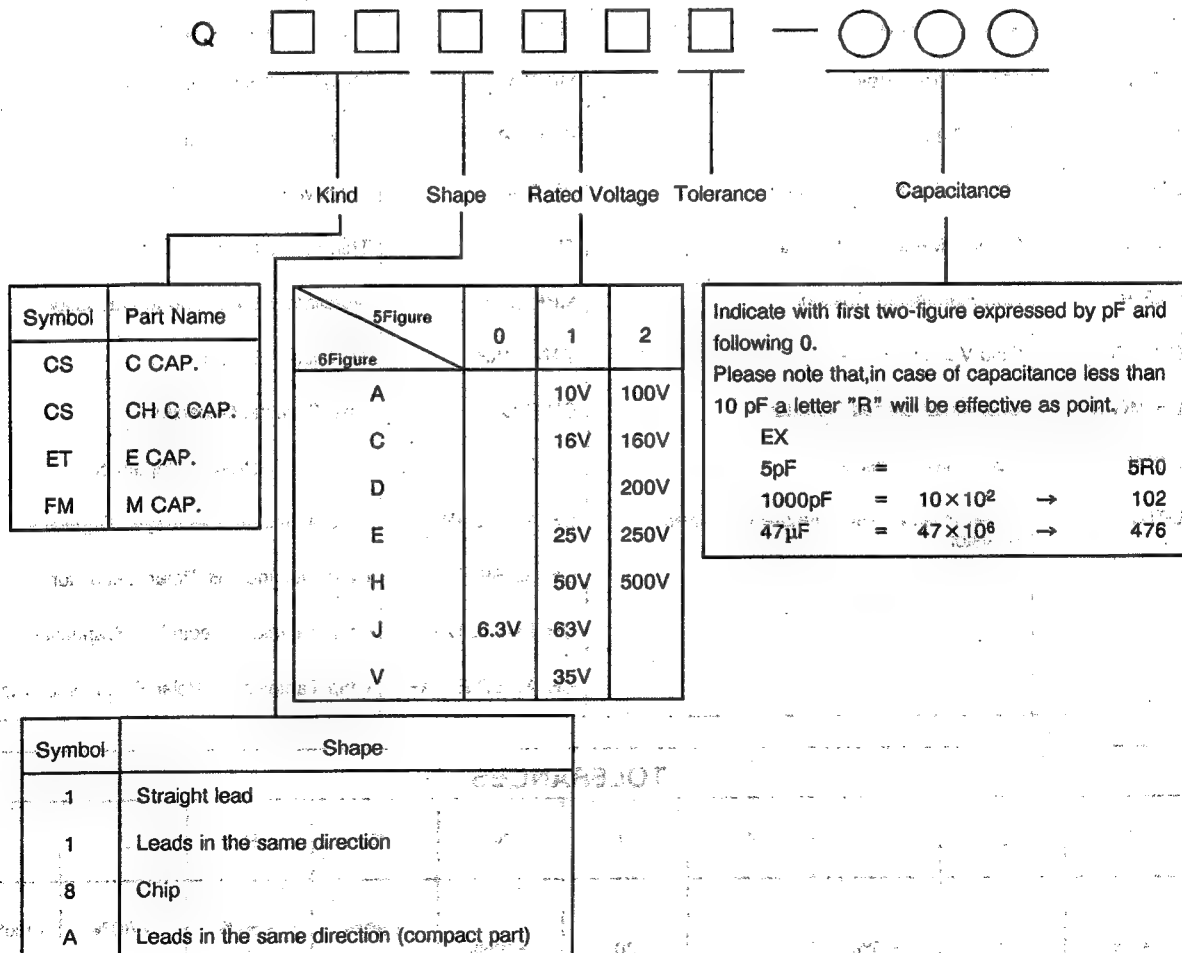 Q □ □ □ □ □ □ — ○ ○ ○
Kind Shape Rated Voltage Tolerance Capacitance
Symbol Part Name
CS C CAP.
CS CH C CAP.
ET E CAP.
FM M CAP.
5Figure
6Figure
0 1 2
A 10V 100V
C 16V 160V
D 200V
E 25V 250V
H 50V 500V
J 6.3V 63V
V 35V
Indicate with first two-figure expressed by pF and
following 0.
Please note that,in case of capacitance less than
10 pF a letter "R" will be effective as point.
EX
5pF = 5R0
1000pF = 10×10² → 102
47μF = 47×10⁶ → 476
Symbol Shape
1 Straight lead
1 Leads in the same direction
8 Chip
A Leads in the same direction (compact part)
TOLERANCES